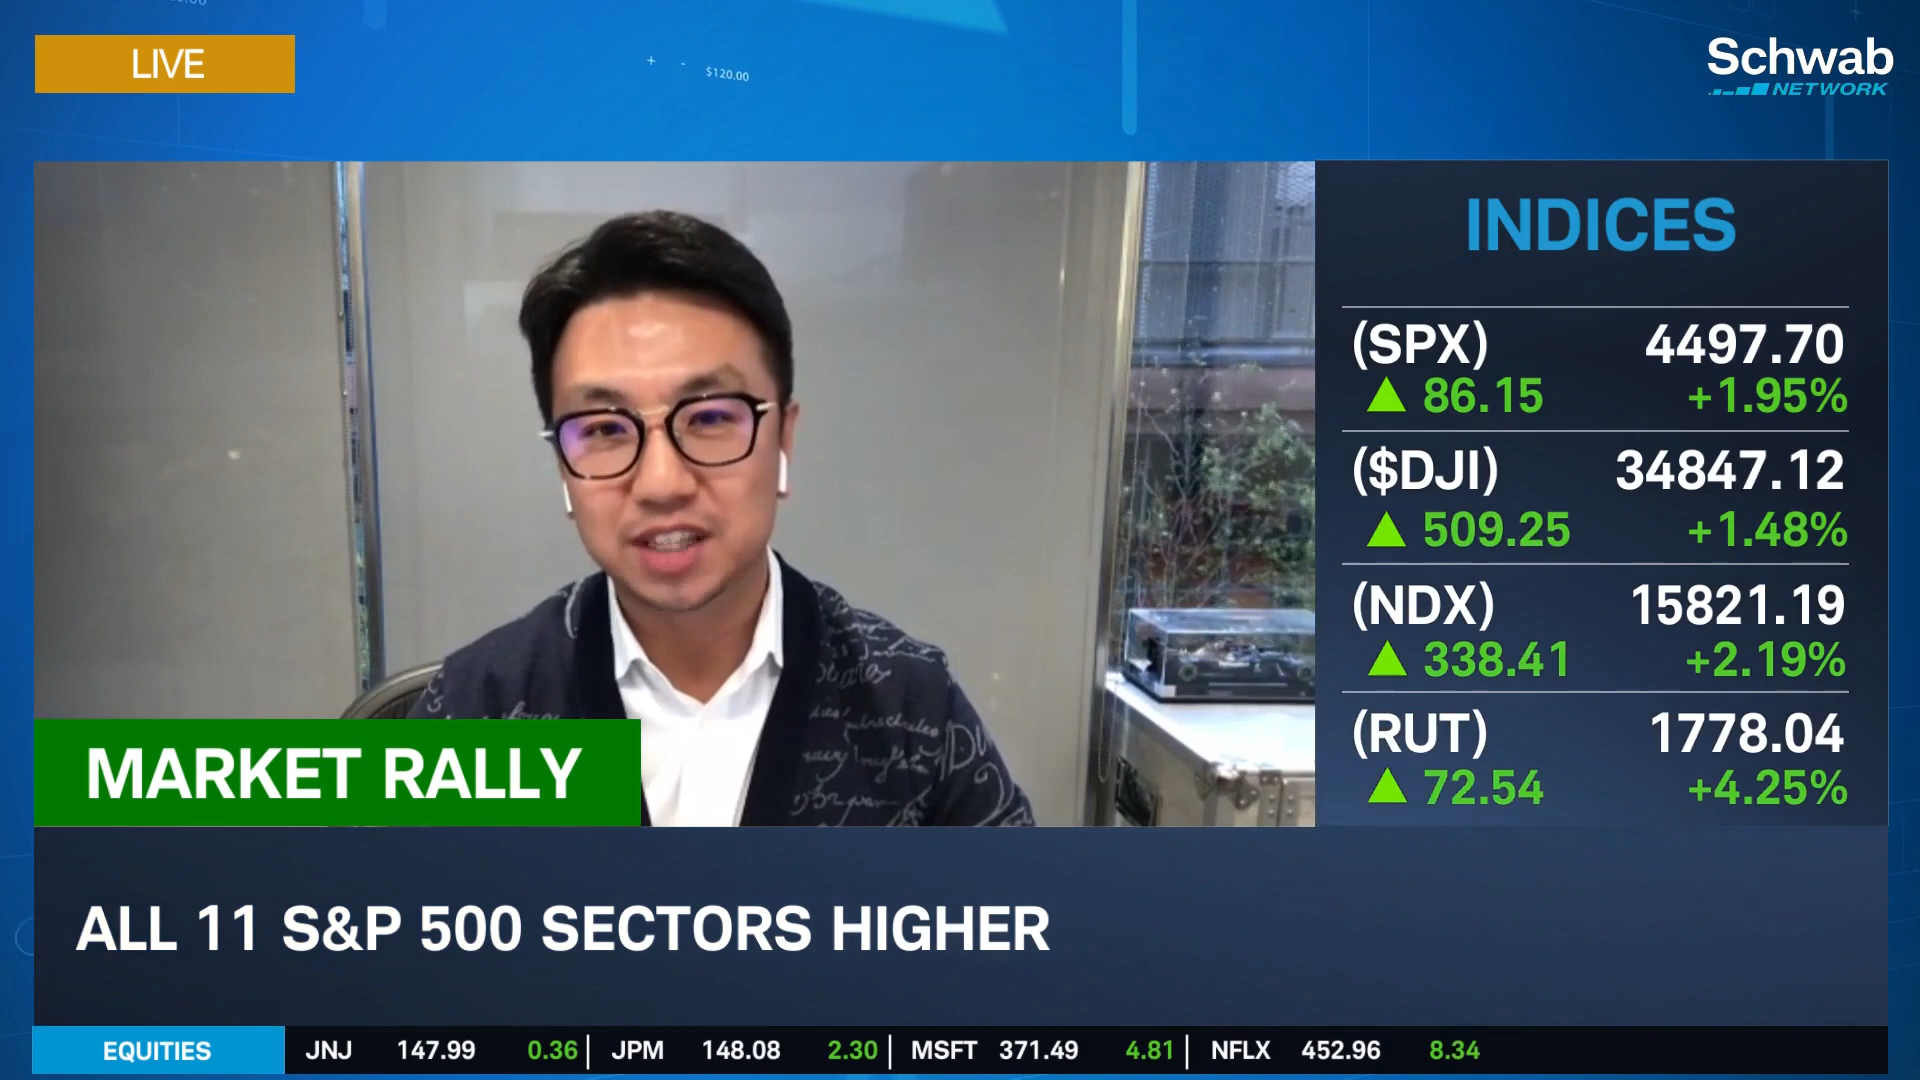 LIVE
+ - $120.00
Schwab
NETWORK
INDICES
(SPX) 4497.70
▲ 86.15 +1.95%
($DJI) 34847.12
▲ 509.25 +1.48%
(NDX) 15821.19
▲ 338.41 +2.19%
(RUT) 1778.04
▲ 72.54 +4.25%
MARKET RALLY
ALL 11 S&P 500 SECTORS HIGHER
EQUITIES JNJ 147.99 0.36 | JPM 148.08 2.30 | MSFT 371.49 4.81 | NFLX 452.96 8.34